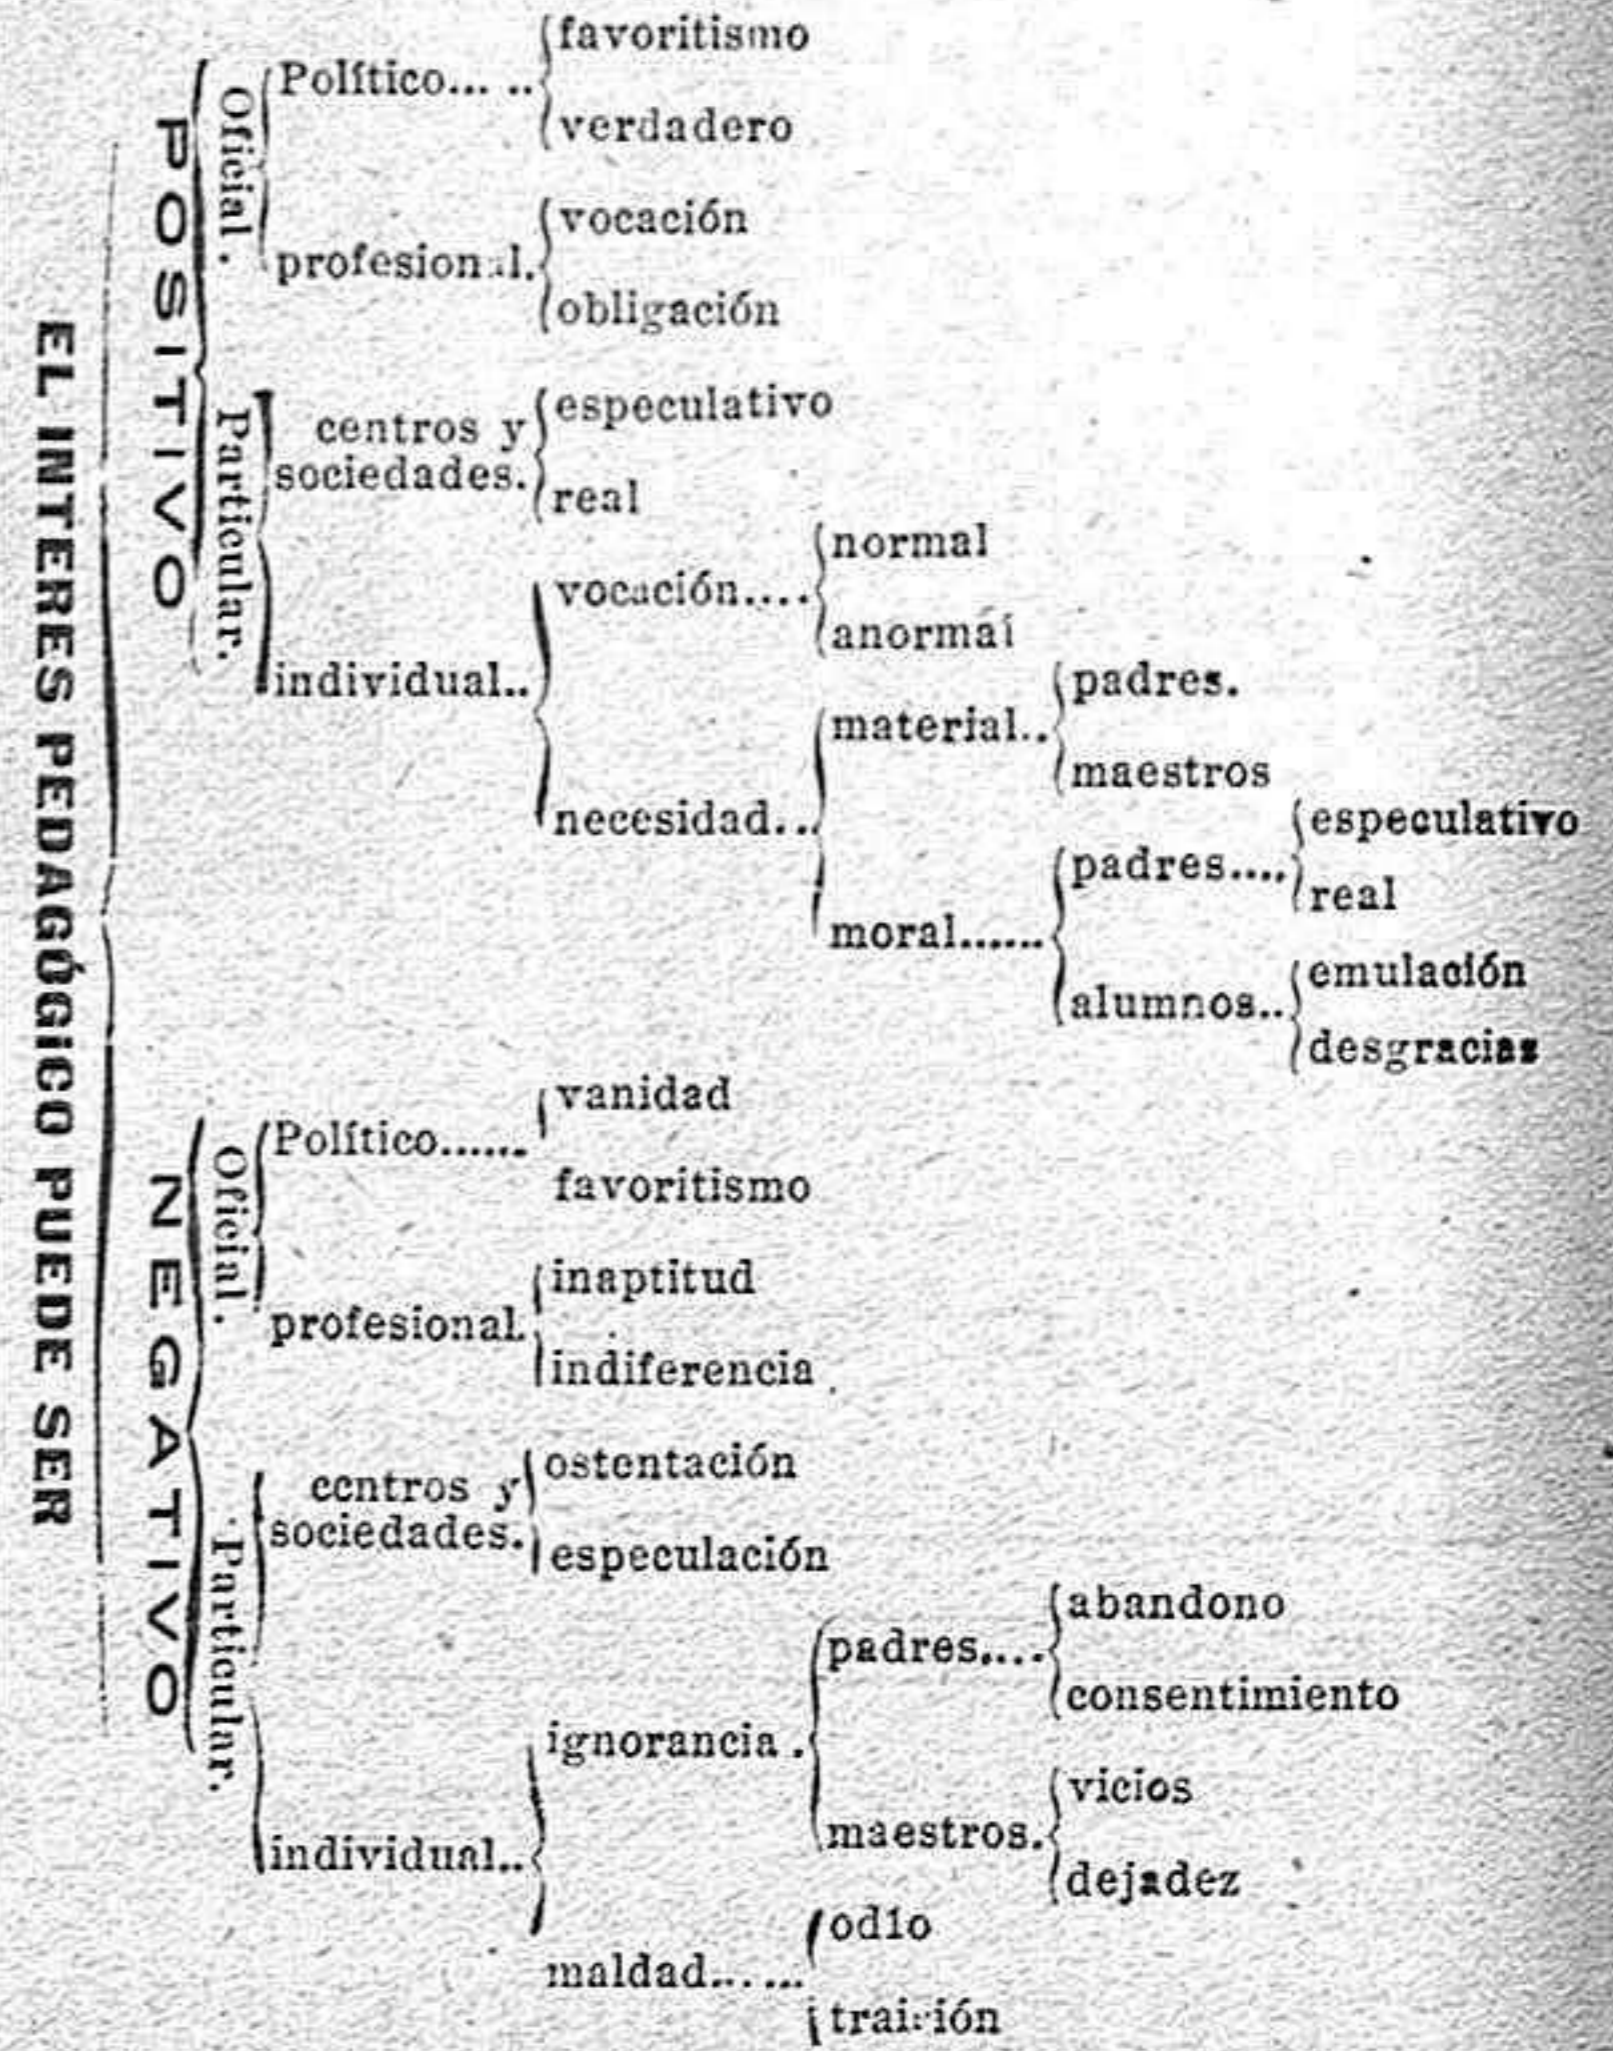 EL INTERES PEDAGÓGICO PUEDE SER
POSITIVO
Oficial.
Político... ..
favoritismo
verdadero
profesional.
vocación
obligación
Particular.
centros y
sociedades.
especulativo
real
individual..
vocación....
normal
anormal
necesidad...
material..
padres.
maestros
moral......
padres....
especulativo
real
alumnos..
emulación
desgracias
NEGATIVO
Oficial.
Político......
vanidad
favoritismo
profesional.
inaptitud
indiferencia
Particular.
centros y
sociedades.
ostentación
especulación
individual..
ignorancia .
padres....
abandono
consentimiento
maestros.
vicios
dejadez
maldad......
odio
traición